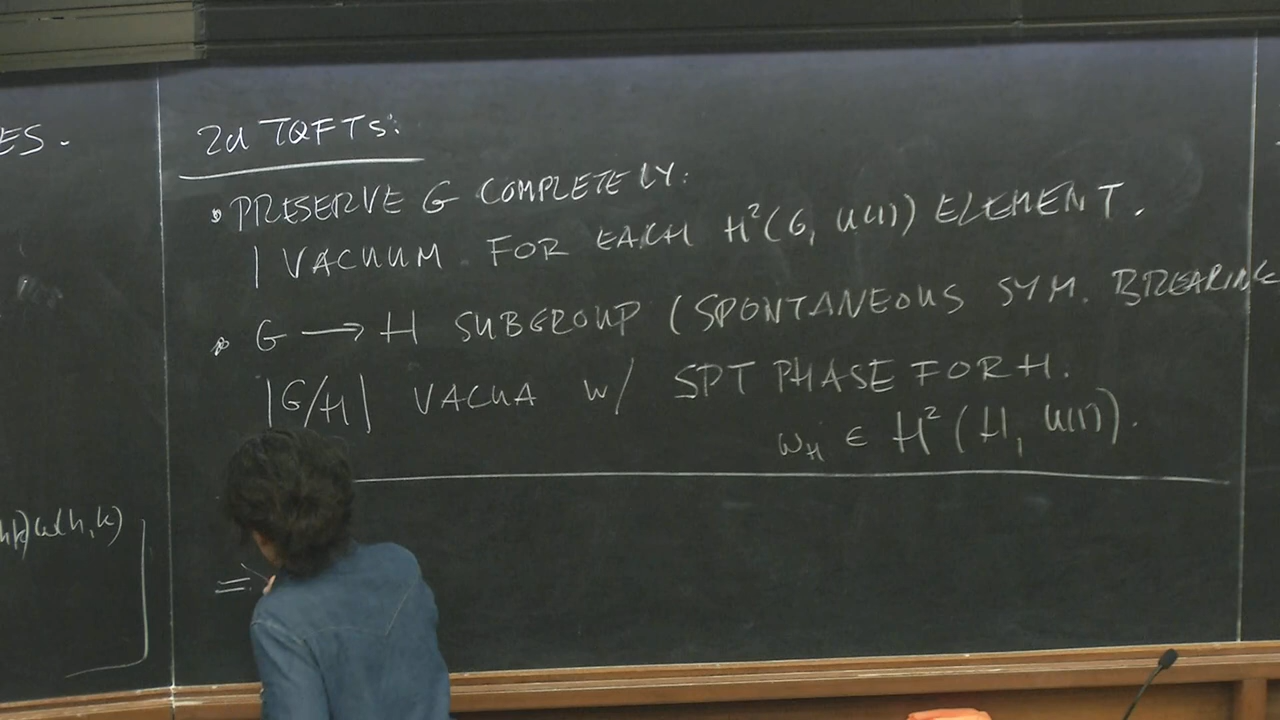 ES.
2d TQFTs:
• PRESERVE G COMPLETELY:
1 VACUUM FOR EACH H²(G, U(1)) ELEMENT.
• G ⟶ H SUBGROUP (SPONTANEOUS SYM. BREAKING
|G/H| VACUA W/ SPT PHASE FOR H.
ω_H ∈ H²(H, U(1)).
k)ω(h,k)
⇒